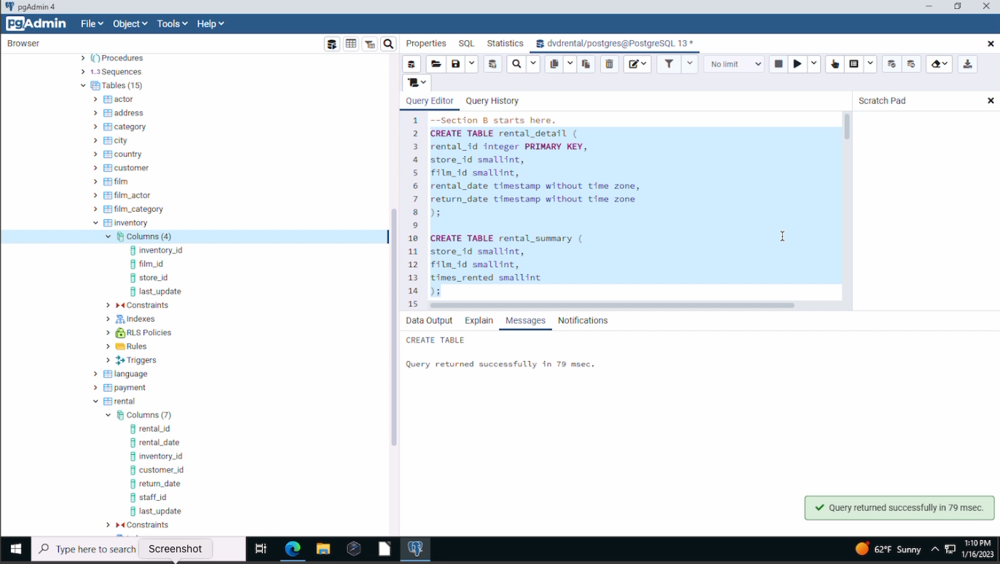 pgAdmin 4
pgAdmin File Object Tools Help
Browser
Properties SQL Statistics dvdrental/postgres@PostgreSQL 13 *
No limit
Query Editor Query History
Scratch Pad
Procedures
1..3 Sequences
Tables (15)
actor
address
category
city
country
customer
film
film_actor
film_category
inventory
Columns (4)
inventory_id
film_id
store_id
last_update
Constraints
Indexes
RLS Policies
Rules
Triggers
language
payment
rental
Columns (7)
rental_id
rental_date
inventory_id
customer_id
return_date
staff_id
last_update
Constraints
1 --Section B starts here.
2 CREATE TABLE rental_detail (
3 rental_id integer PRIMARY KEY,
4 store_id smallint,
5 film_id smallint,
6 rental_date timestamp without time zone,
7 return_date timestamp without time zone
8 );
9
10 CREATE TABLE rental_summary (
11 store_id smallint,
12 film_id smallint,
13 times_rented smallint
14 );
15
Data Output Explain Messages Notifications
CREATE TABLE
Query returned successfully in 79 msec.
Query returned successfully in 79 msec.
Type here to search
Screenshot
62°F Sunny
1:10 PM
1/16/2023